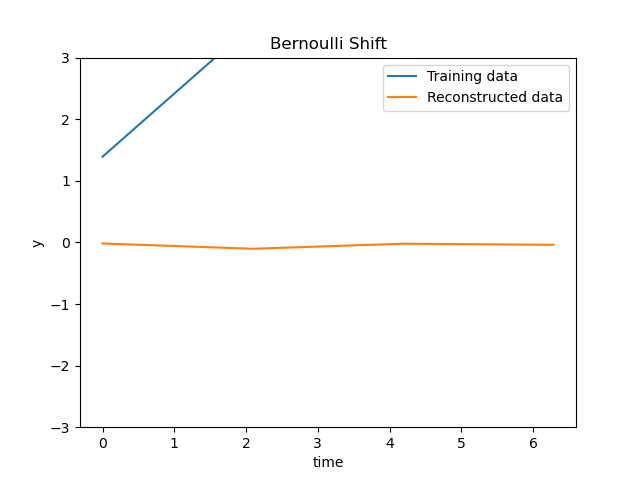 Bernoulli Shift
Training data
Reconstructed data
y
3
2
1
0
−1
−2
−3
0 1 2 3 4 5 6
time